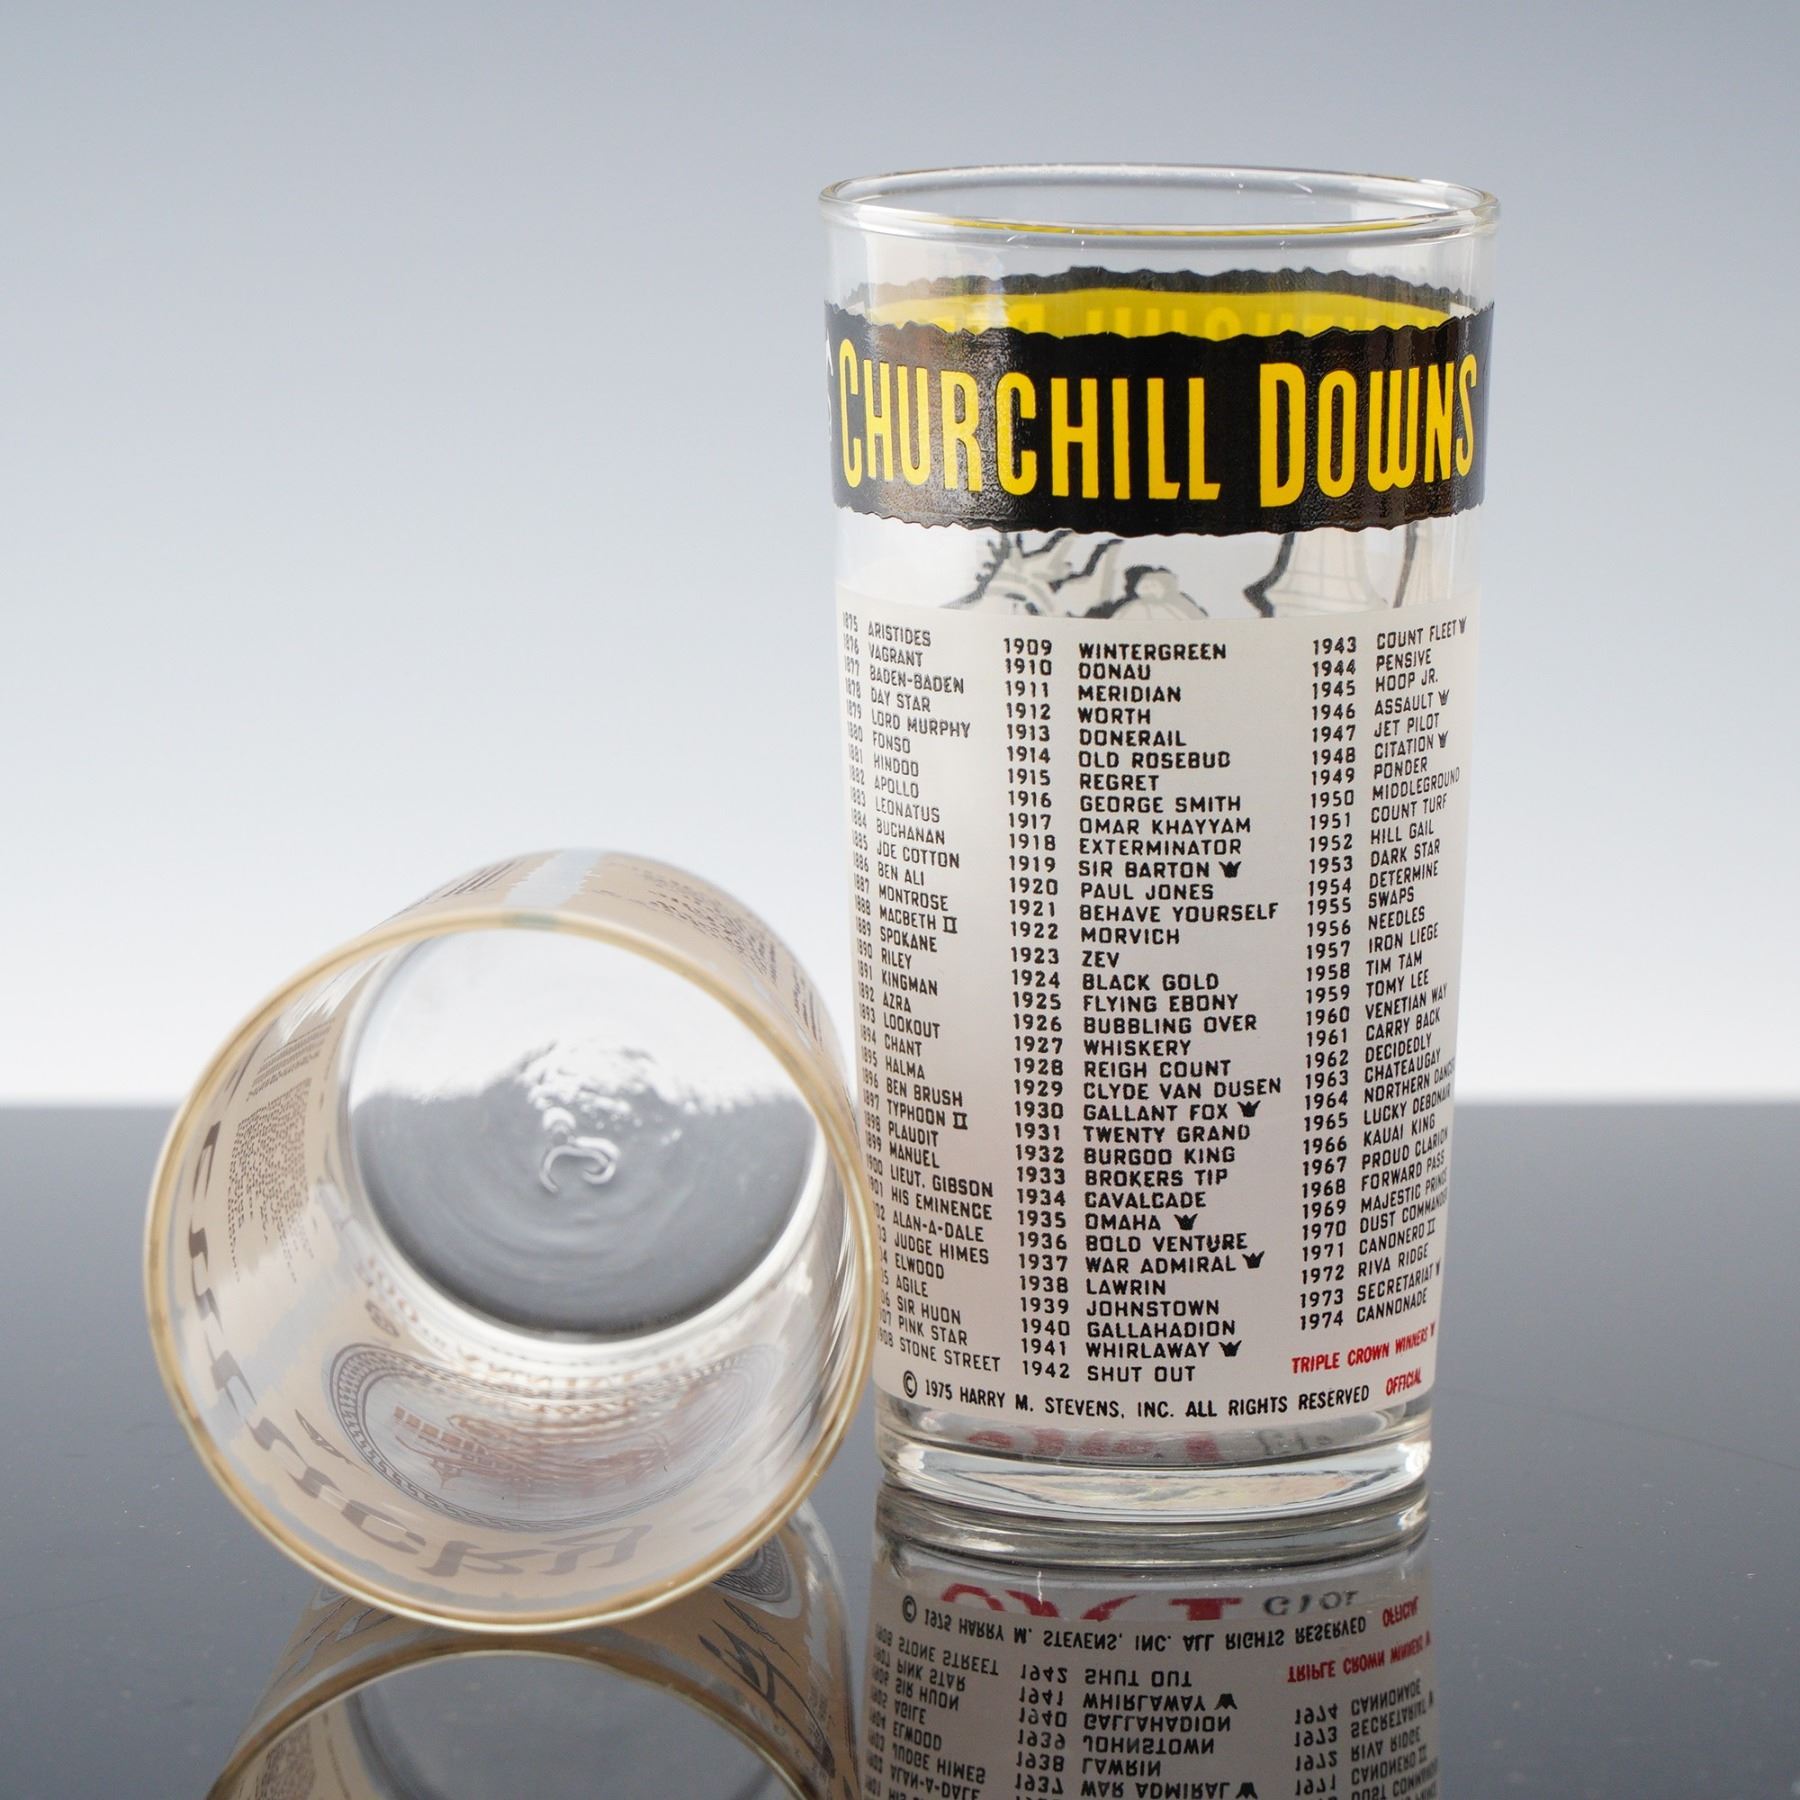 CHURCHILL DOWNS
1875 ARISTIDES
1876 VAGRANT
1877 BADEN-BADEN
1878 DAY STAR
1879 LORD MURPHY
1880 FONSO
1881 HINDOO
1882 APOLLO
1883 LEONATUS
1884 BUCHANAN
1885 JOE COTTON
1886 BEN ALI
1887 MONTROSE
1888 MACBETH II
1889 SPOKANE
1890 RILEY
1891 KINGMAN
1892 AZRA
1893 LOOKOUT
1894 CHANT
1895 HALMA
1896 BEN BRUSH
1897 TYPHOON II
1898 PLAUDIT
1899 MANUEL
1900 LIEUT. GIBSON
901 HIS EMINENCE
02 ALAN-A-DALE
03 JUDGE HIMES
04 ELWOOD
05 AGILE
06 SIR HUON
907 PINK STAR
908 STONE STREET
1909 WINTERGREEN
1910 DONAU
1911 MERIDIAN
1912 WORTH
1913 DONERAIL
1914 OLD ROSEBUD
1915 REGRET
1916 GEORGE SMITH
1917 OMAR KHAYYAM
1918 EXTERMINATOR
1919 SIR BARTON
1920 PAUL JONES
1921 BEHAVE YOURSELF
1922 MORVICH
1923 ZEV
1924 BLACK GOLD
1925 FLYING EBONY
1926 BUBBLING OVER
1927 WHISKERY
1928 REIGH COUNT
1929 CLYDE VAN DUSEN
1930 GALLANT FOX
1931 TWENTY GRAND
1932 BURGOO KING
1933 BROKERS TIP
1934 CAVALCADE
1935 OMAHA
1936 BOLD VENTURE
1937 WAR ADMIRAL
1938 LAWRIN
1939 JOHNSTOWN
1940 GALLAHADION
1941 WHIRLAWAY
1942 SHUT OUT
1943 COUNT FLEET
1944 PENSIVE
1945 HOOP JR.
1946 ASSAULT
1947 JET PILOT
1948 CITATION
1949 PONDER
1950 MIDDLEGROUND
1951 COUNT TURF
1952 HILL GAIL
1953 DARK STAR
1954 DETERMINE
1955 SWAPS
1956 NEEDLES
1957 IRON LIEGE
1958 TIM TAM
1959 TOMY LEE
1960 VENETIAN WAY
1961 CARRY BACK
1962 DECIDEDLY
1963 CHATEAUGAY
1964 NORTHERN DANCER
1965 LUCKY DEBONAIR
1966 KAUAI KING
1967 PROUD CLARION
1968 FORWARD PASS
1969 MAJESTIC PRINCE
1970 DUST COMMANDER
1971 CANONERO II
1972 RIVA RIDGE
1973 SECRETARIAT
1974 CANNONADE
TRIPLE CROWN WINNERS
OFFICIAL
© 1975 HARRY M. STEVENS, INC. ALL RIGHTS RESERVED